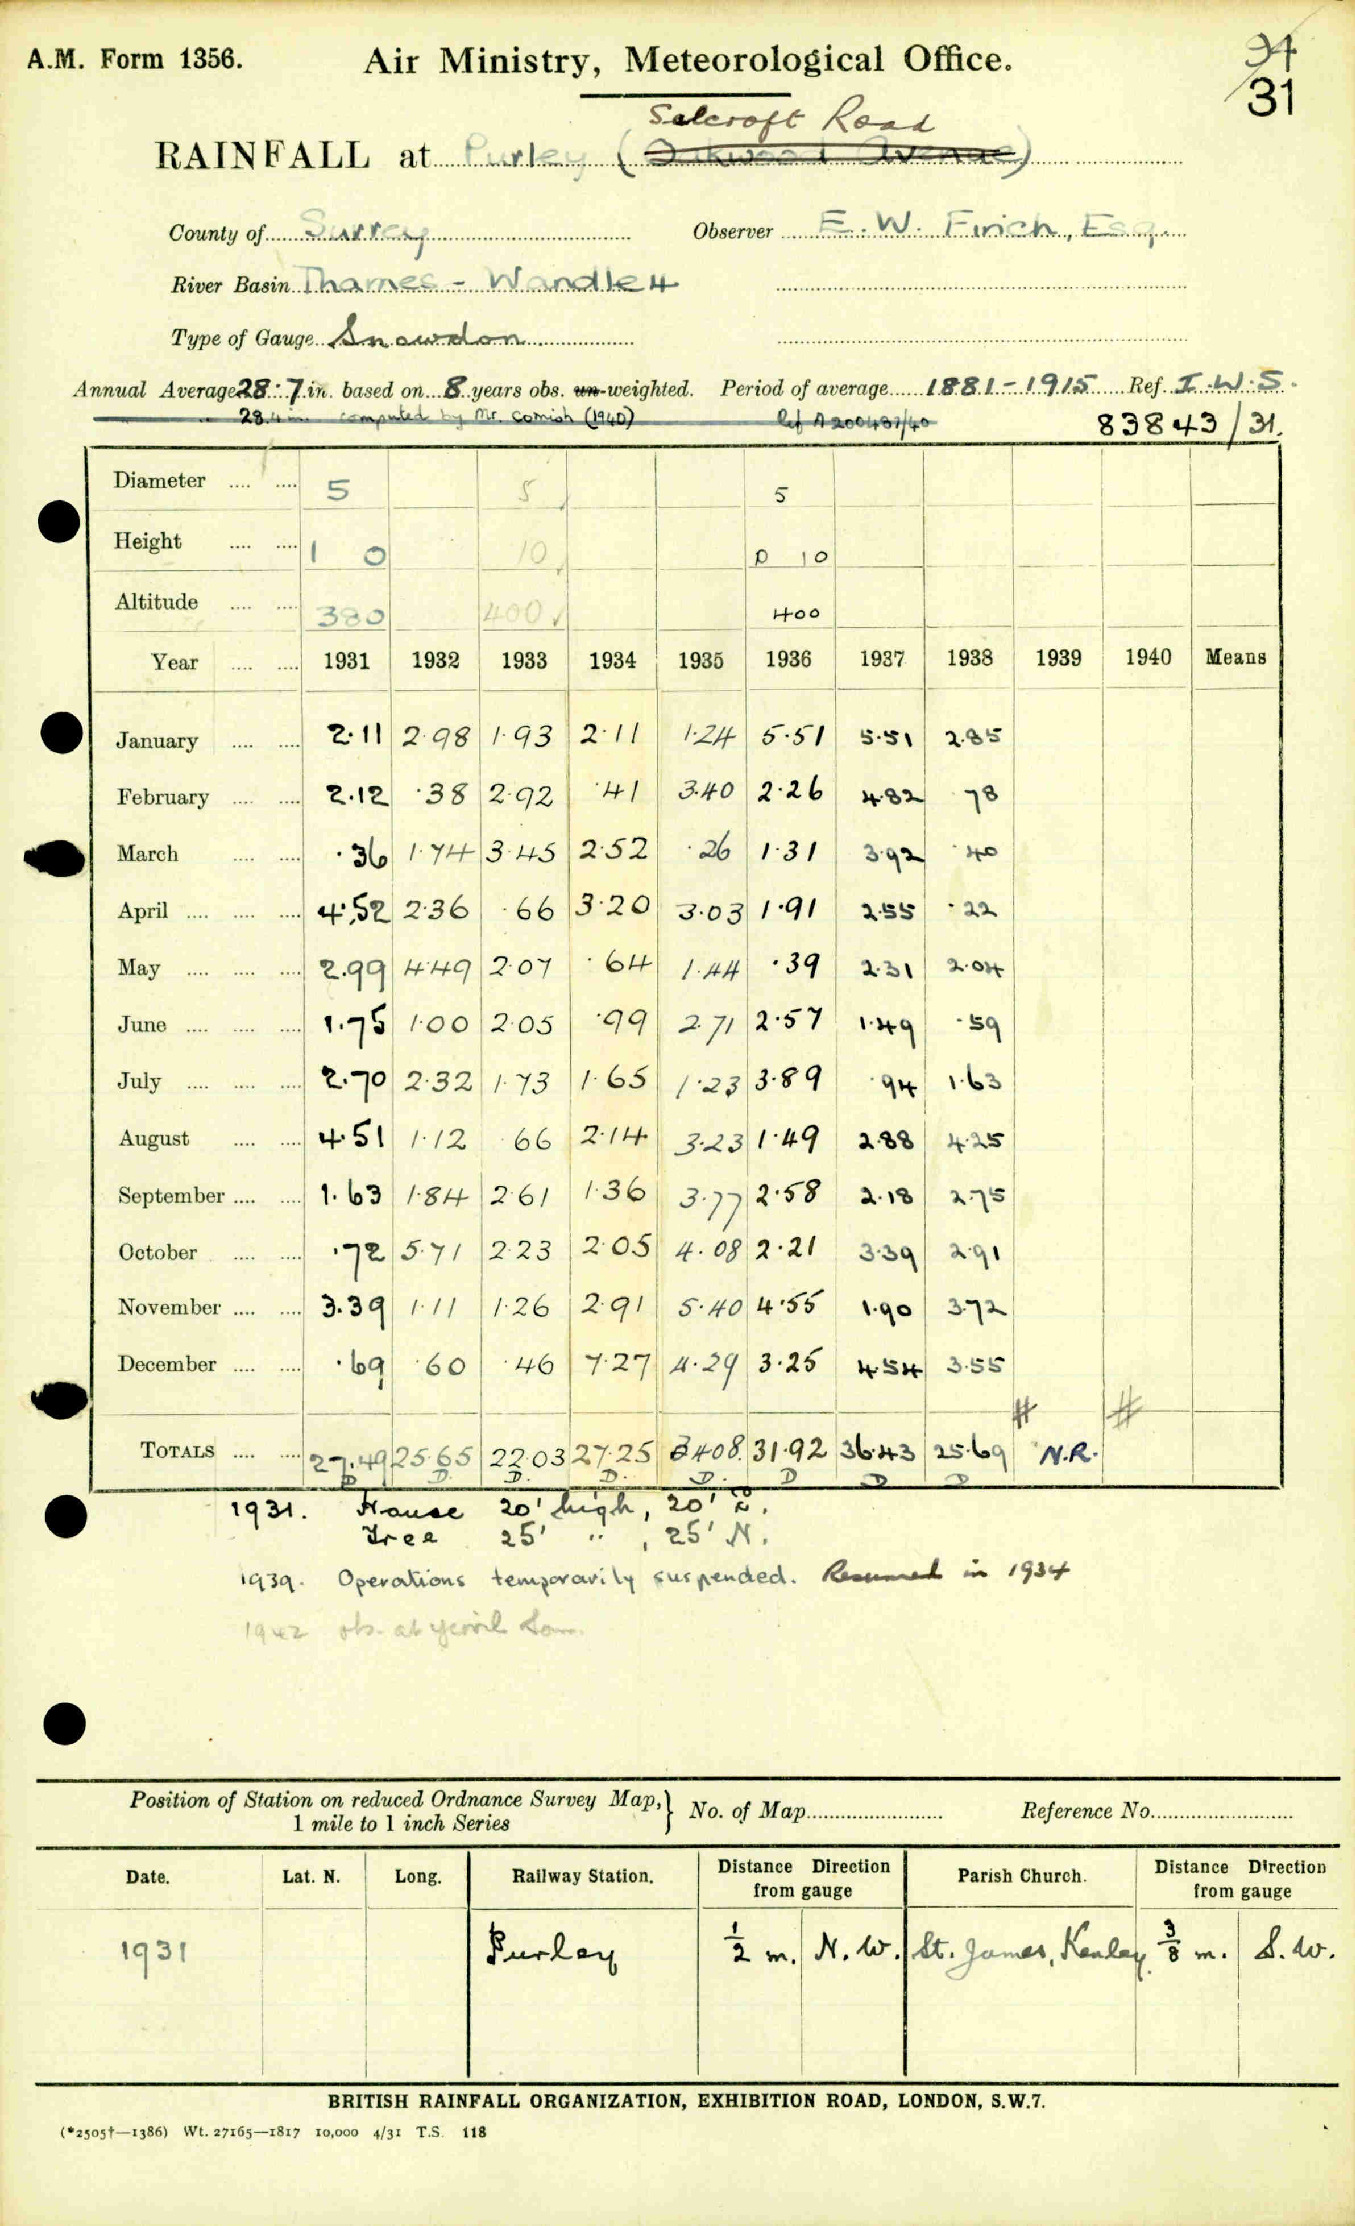 A.M. Form 1356.
Air Ministry, Meteorological Office.
94
31
Selcroft Road
RAINFALL at Purley (Oakwood Avenue)
County of Surrey Observer E. W. Finch, Esq.
River Basin Thames - Wandle 4
Type of Gauge Snowdon
Annual Average 28.7 in. based on 8 years obs. un-weighted. Period of average 1881-1915 Ref. I.W.S.
28.4 in. computed by Mr. Cornish (1940) Ref A200437/40 83843/31.
Diameter 5 5 5
Height 1 0 10 0 10
Altitude 380 400 400
Year 1931 1932 1933 1934 1935 1936 1937 1938 1939 1940 Means
January 2.11 2.98 1.93 2.11 1.24 5.51 5.51 2.85
February 2.12 .38 2.92 .41 3.40 2.26 4.82 .78
March .36 1.74 3.45 2.52 .26 1.31 3.92 .40
April 4.52 2.36 .66 3.20 3.03 1.91 2.55 .22
May 2.99 4.49 2.07 .64 1.44 .39 2.31 2.04
June 1.75 1.00 2.05 .99 2.71 2.57 1.49 .59
July 2.70 2.32 1.73 1.65 1.23 3.89 .94 1.63
August 4.51 1.12 .66 2.14 3.23 1.49 2.88 4.25
September 1.63 1.84 2.61 1.36 3.77 2.58 2.18 2.75
October .72 5.71 2.23 2.05 4.08 2.21 3.39 2.91
November 3.39 1.11 1.26 2.91 5.40 4.55 1.90 3.72
December .69 .60 .46 7.27 4.29 3.25 4.54 3.55
# #
TOTALS 27.49 25.65 22.03 27.25 34.08 31.92 36.43 25.69 N.R.
D D. D. D. D. D D D
1931. House 20' high, 20' E.
Tree 25' " , 25' N.
1939. Operations temporarily suspended. Resumed in 1934
1942 obs. at Yeovil Som.
Position of Station on reduced Ordnance Survey Map, 1 mile to 1 inch Series } No. of Map Reference No.
Date. Lat. N. Long. Railway Station. Distance Direction from gauge Parish Church. Distance Direction from gauge
1931 Purley 1/2 m. N.W. St. James, Kenley. 3/8 m. S.W.
BRITISH RAINFALL ORGANIZATION, EXHIBITION ROAD, LONDON, S.W.7.
(*2505†—1386) Wt. 27165—1817 10,000 4/31 T.S. 118